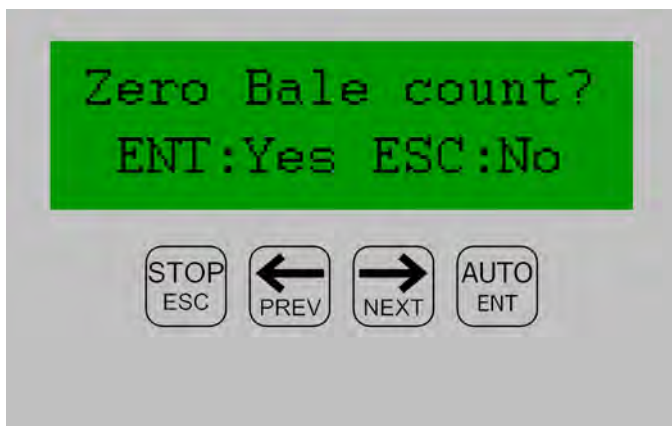 Zero Bale count?
ENT:Yes ESC:No
STOP PREV NEXT AUTO
ESC ENT